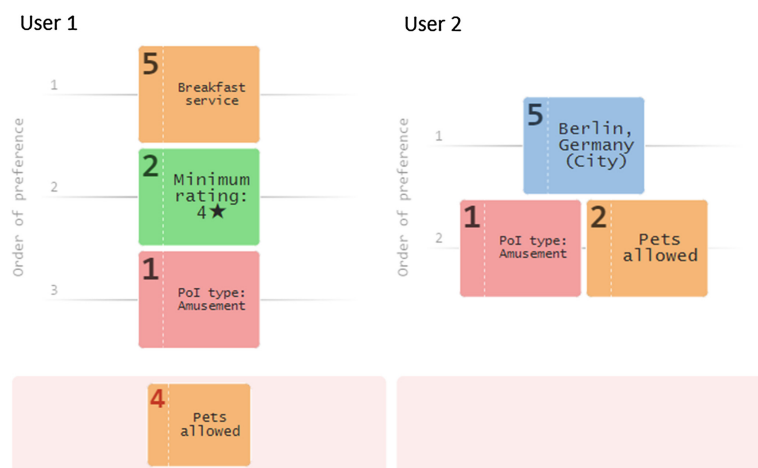 User 1
Order of preference
1
5
Breakfast
service
2
2
Minimum
rating:
4★
3
1
PoI type:
Amusement
4
Pets
allowed
User 2
Order of preference
1
5
Berlin,
Germany
(City)
2
1
PoI type:
Amusement
2
Pets
allowed